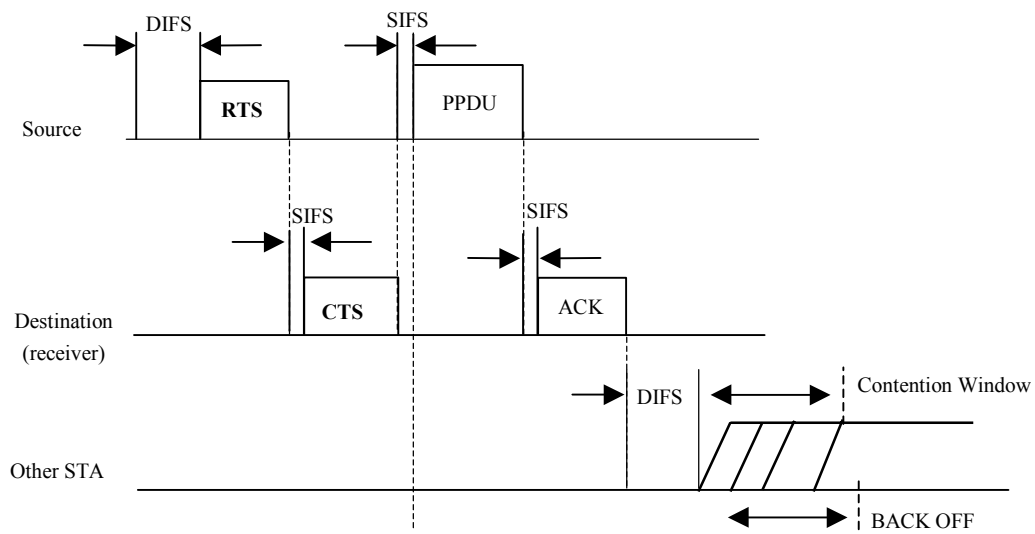 DIFS
SIFS
RTS
PPDU
Source
SIFS
SIFS
CTS
ACK
Destination
(receiver)
DIFS
Contention Window
Other STA
BACK OFF